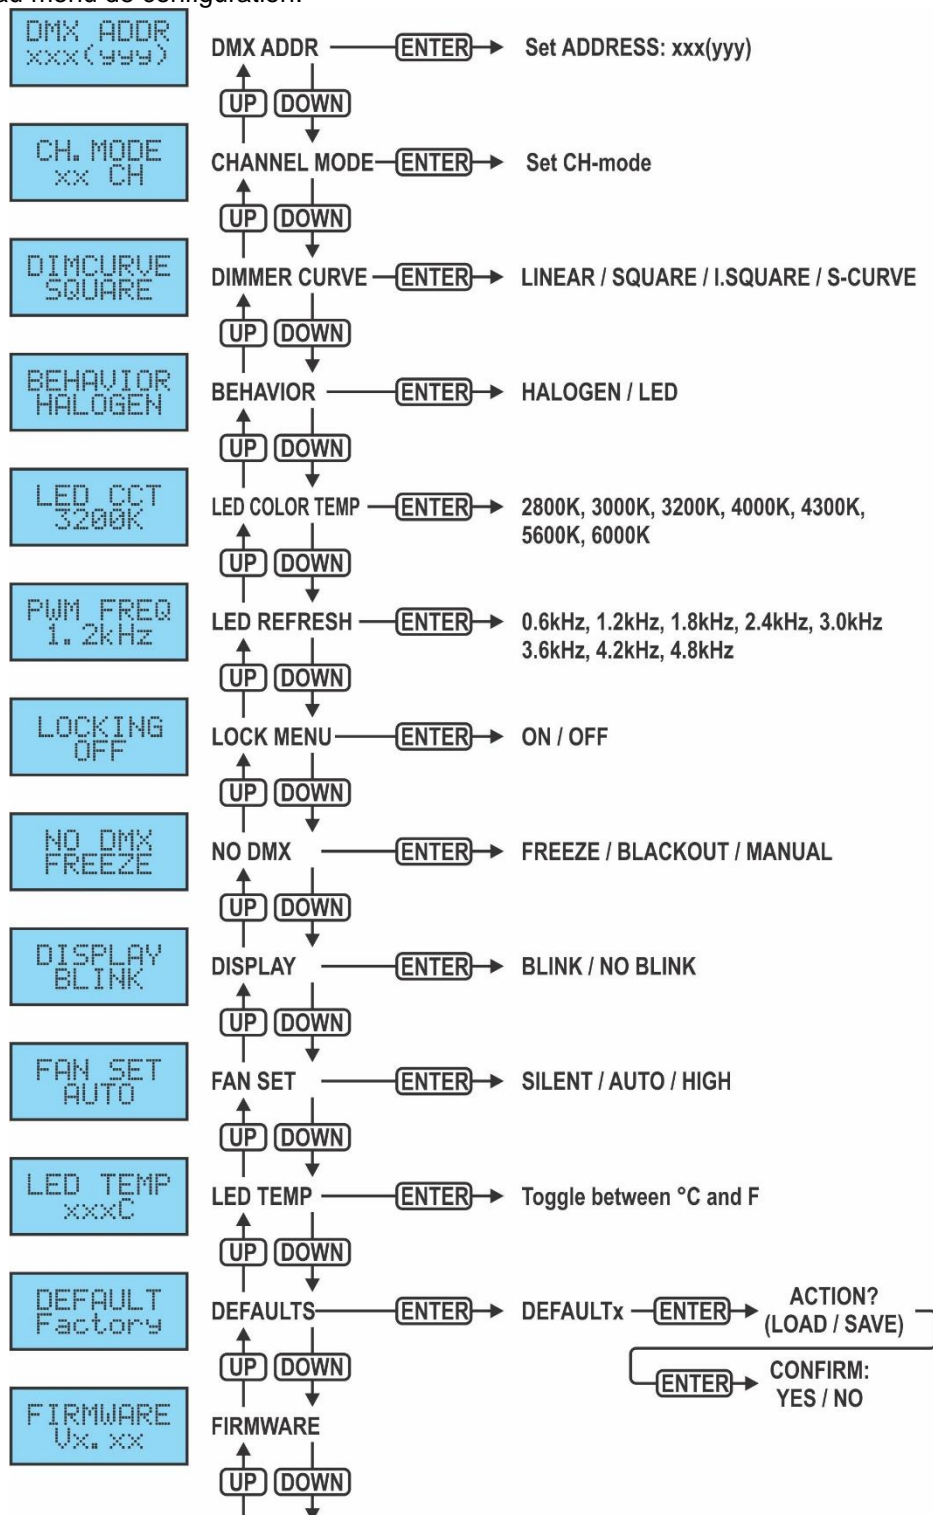 au menu de configuration.
DMX ADDR
xxx(yyy)
DMX ADDR ENTER Set ADDRESS: xxx(yyy)
UP DOWN
CH. MODE
xx CH
CHANNEL MODE ENTER Set CH-mode
UP DOWN
DIMCURVE
SQUARE
DIMMER CURVE ENTER LINEAR / SQUARE / I.SQUARE / S-CURVE
UP DOWN
BEHAVIOR
HALOGEN
BEHAVIOR ENTER HALOGEN / LED
UP DOWN
LED CCT
3200K
LED COLOR TEMP ENTER 2800K, 3000K, 3200K, 4000K, 4300K,
5600K, 6000K
UP DOWN
PWM FREQ
1.2kHz
LED REFRESH ENTER 0.6kHz, 1.2kHz, 1.8kHz, 2.4kHz, 3.0kHz
3.6kHz, 4.2kHz, 4.8kHz
UP DOWN
LOCKING
OFF
LOCK MENU ENTER ON / OFF
UP DOWN
NO DMX
FREEZE
NO DMX ENTER FREEZE / BLACKOUT / MANUAL
UP DOWN
DISPLAY
BLINK
DISPLAY ENTER BLINK / NO BLINK
UP DOWN
FAN SET
AUTO
FAN SET ENTER SILENT / AUTO / HIGH
UP DOWN
LED TEMP
xxxC
LED TEMP ENTER Toggle between °C and F
UP DOWN
DEFAULT
Factory
DEFAULTS ENTER DEFAULTx ENTER ACTION?
(LOAD / SAVE)
UP DOWN
ENTER CONFIRM:
YES / NO
FIRMWARE
Vx.xx
FIRMWARE
UP DOWN